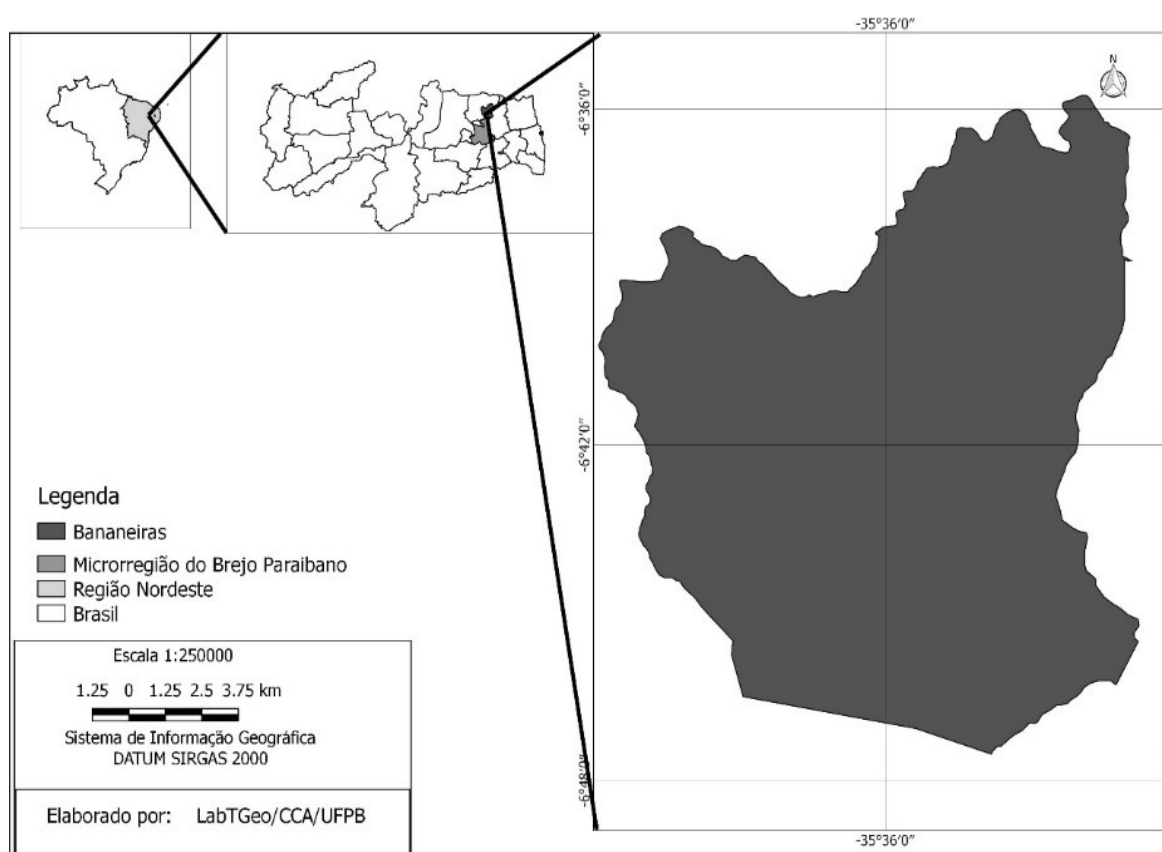 -35°36'0"
N
-6°36'0"
-6°42'0"
-6°48'0"
-35°36'0"
Legenda
Bananeiras
Microrregião do Brejo Paraibano
Região Nordeste
Brasil
Escala 1:250000
1.25 0 1.25 2.5 3.75 km
Sistema de Informação Geográfica
DATUM SIRGAS 2000
Elaborado por: LabTGeo/CCA/UFPB